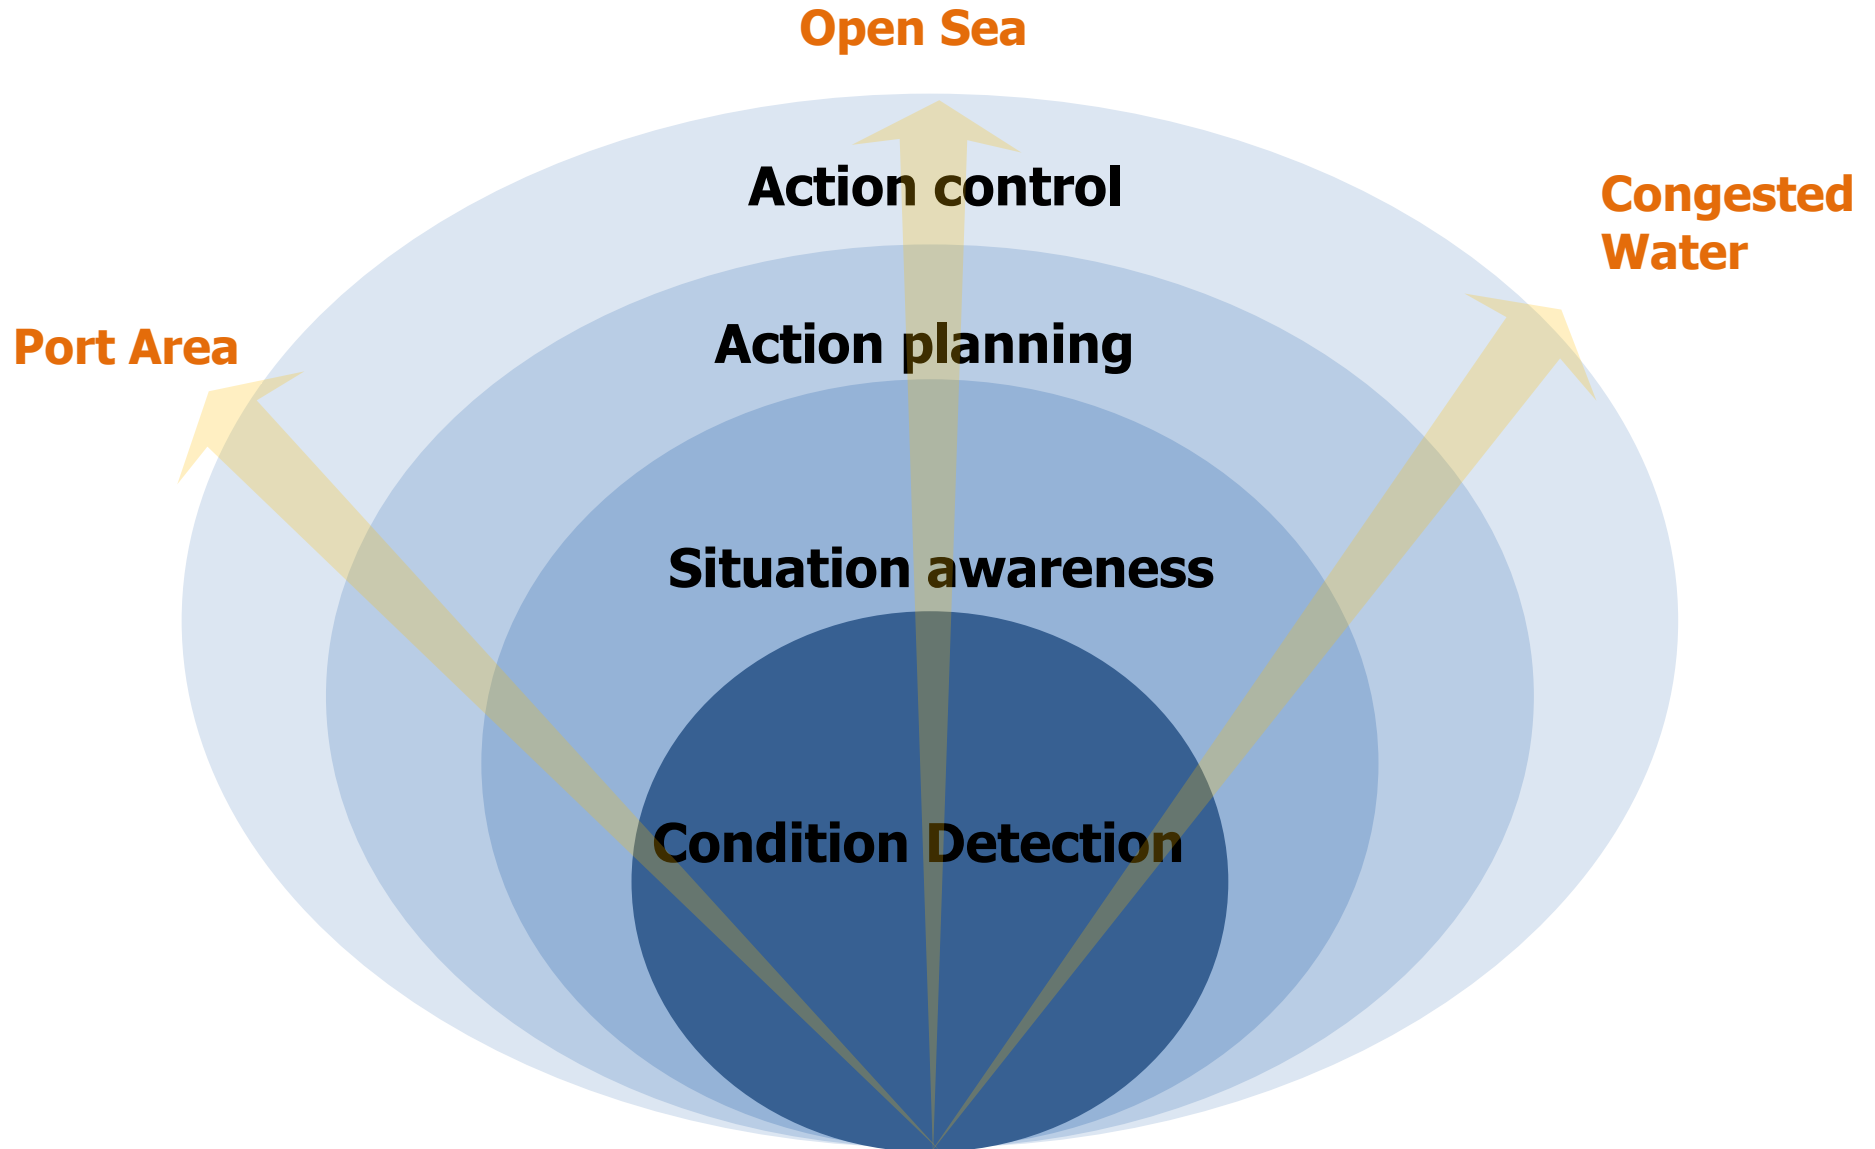 Open Sea
Action control
Congested
Water
Port Area
Action planning
Situation awareness
Condition Detection